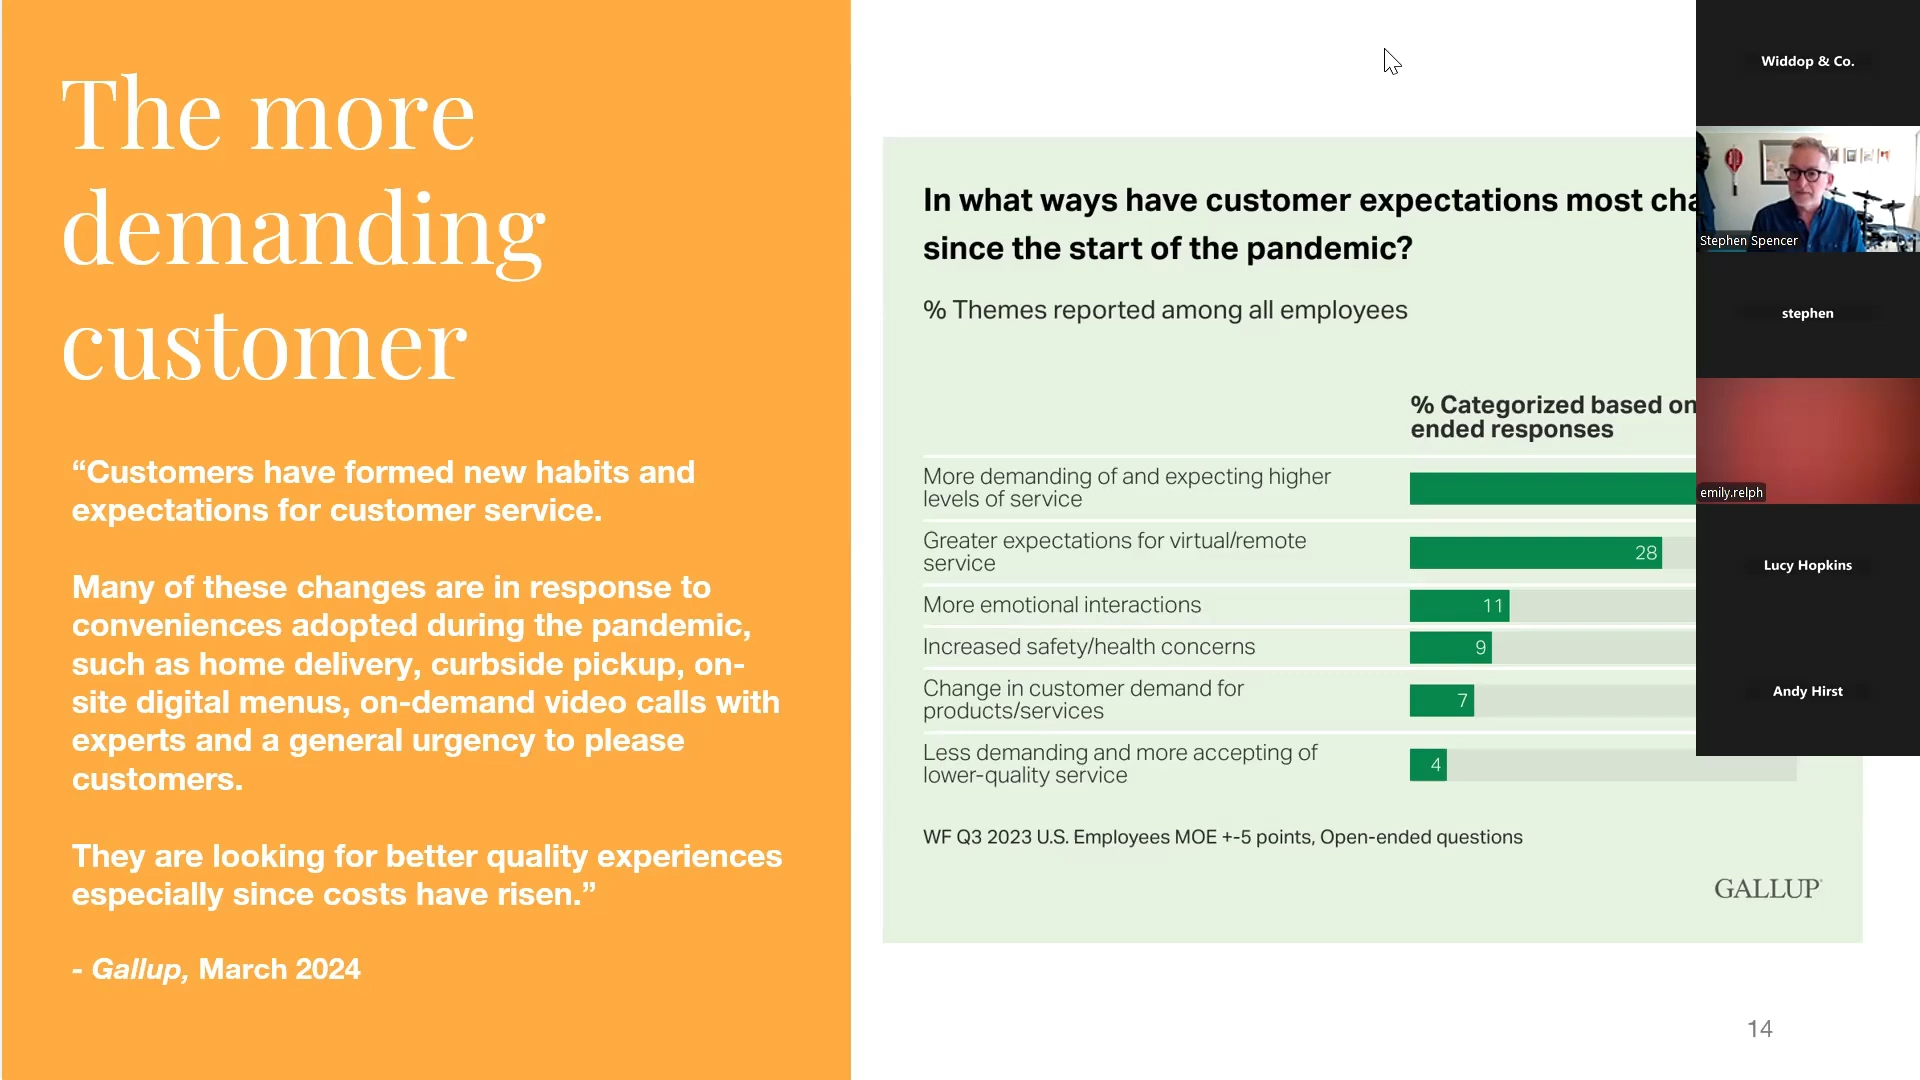 The more
demanding
customer
“Customers have formed new habits and
expectations for customer service.
Many of these changes are in response to
conveniences adopted during the pandemic,
such as home delivery, curbside pickup, on-
site digital menus, on-demand video calls with
experts and a general urgency to please
customers.
They are looking for better quality experiences
especially since costs have risen.”
- Gallup, March 2024
In what ways have customer expectations most cha
since the start of the pandemic?
% Themes reported among all employees
% Categorized based on
ended responses
More demanding of and expecting higher
levels of service
Greater expectations for virtual/remote
service
28
More emotional interactions
11
Increased safety/health concerns
9
Change in customer demand for
products/services
7
Less demanding and more accepting of
lower-quality service
4
WF Q3 2023 U.S. Employees MOE +-5 points, Open-ended questions
GALLUP
14
Widdop & Co.
Stephen Spencer
stephen
emily.relph
Lucy Hopkins
Andy Hirst